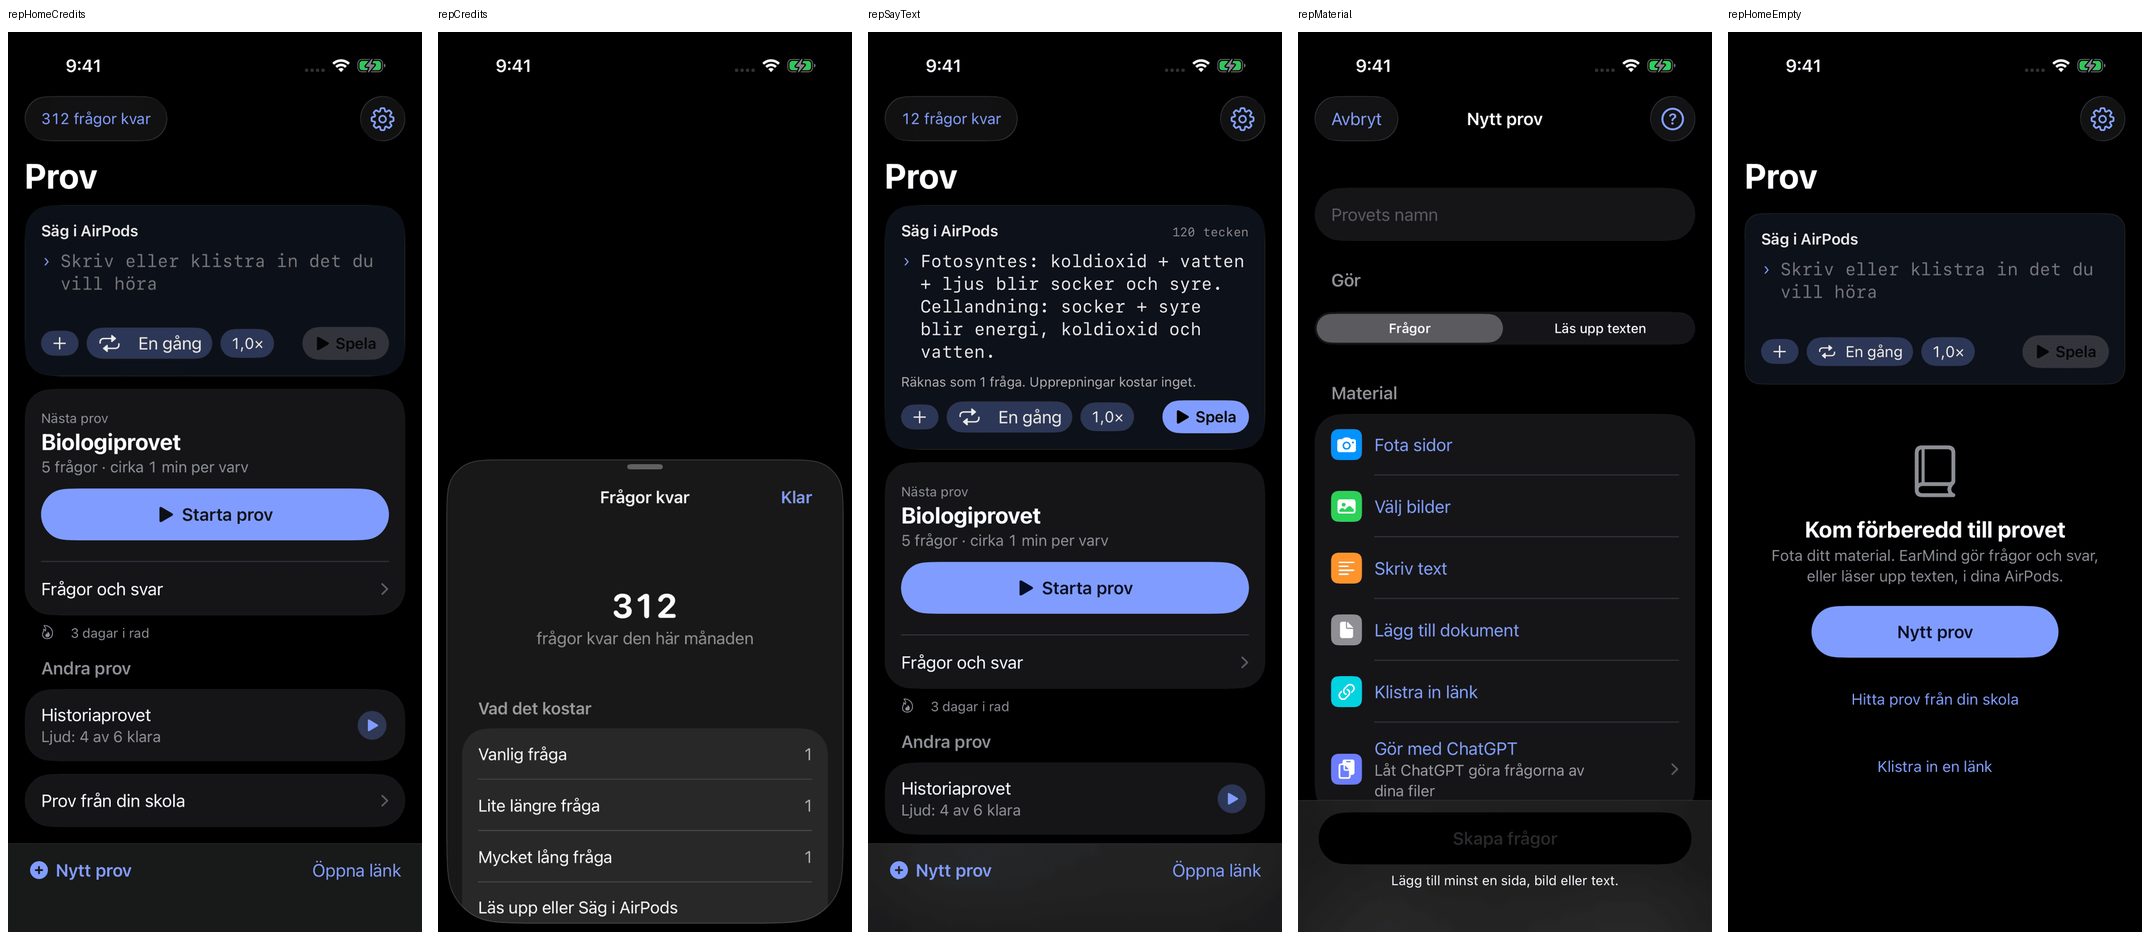 repHomeCredits
9:41
312 frågor kvar
Prov
Säg i AirPods
› Skriv eller klistra in det du
vill höra
+
En gång
1,0×
Spela
Nästa prov
Biologiprovet
5 frågor · cirka 1 min per varv
Starta prov
Frågor och svar
3 dagar i rad
Andra prov
Historiaprovet
Ljud: 4 av 6 klara
Prov från din skola
Nytt prov
Öppna länk
repCredits
9:41
Frågor kvar
Klar
312
frågor kvar den här månaden
Vad det kostar
Vanlig fråga 1
Lite längre fråga 1
Mycket lång fråga 1
Läs upp eller Säg i AirPods
repSayText
9:41
12 frågor kvar
Prov
Säg i AirPods
120 tecken
› Fotosyntes: koldioxid + vatten
+ ljus blir socker och syre.
Cellandning: socker + syre
blir energi, koldioxid och
vatten.
Räknas som 1 fråga. Upprepningar kostar inget.
+
En gång
1,0×
Spela
Nästa prov
Biologiprovet
5 frågor · cirka 1 min per varv
Starta prov
Frågor och svar
3 dagar i rad
Andra prov
Historiaprovet
Ljud: 4 av 6 klara
Nytt prov
Öppna länk
repMaterial
9:41
Avbryt
Nytt prov
?
Provets namn
Gör
Frågor
Läs upp texten
Material
Fota sidor
Välj bilder
Skriv text
Lägg till dokument
Klistra in länk
Gör med ChatGPT
Låt ChatGPT göra frågorna av
dina filer
Skapa frågor
Lägg till minst en sida, bild eller text.
repHomeEmpty
9:41
Prov
Säg i AirPods
› Skriv eller klistra in det du
vill höra
+
En gång
1,0×
Spela
Kom förberedd till provet
Fota ditt material. EarMind gör frågor och svar,
eller läser upp texten, i dina AirPods.
Nytt prov
Hitta prov från din skola
Klistra in en länk